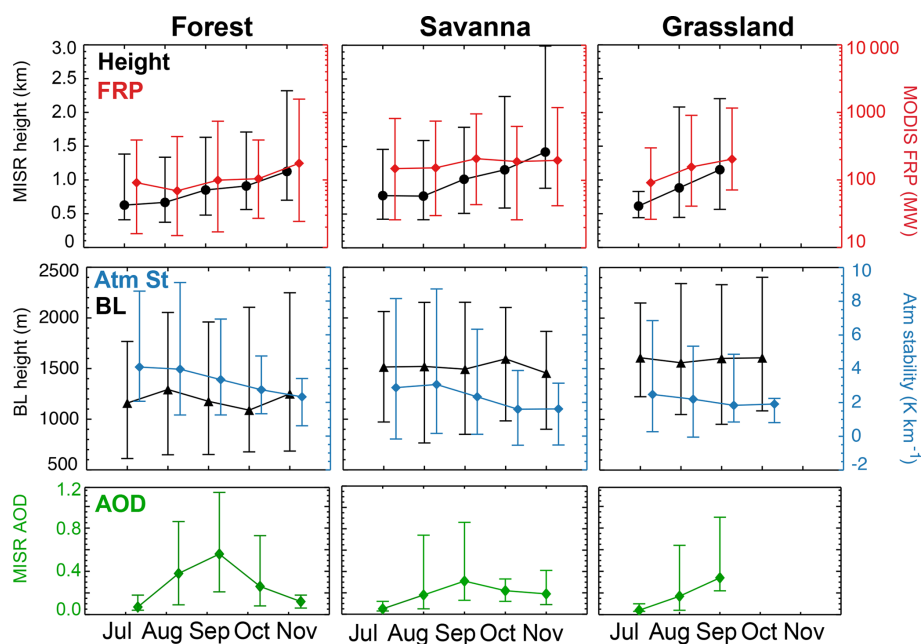 Forest Savanna Grassland
3.0 10 000
Height
FRP
2.5
2.0 1000
1.5
1.0 100
0.5
0 10
MISR height (km)
MODIS FRP (MW)
2500 10
Atm St
BL
8
2000 6
1500 4
2
1000 0
500 -2
BL height (m)
Atm stability (K km⁻¹)
1.2
AOD
0.8
0.4
0.0
MISR AOD
Jul Aug Sep Oct Nov Jul Aug Sep Oct Nov Jul Aug Sep Oct Nov